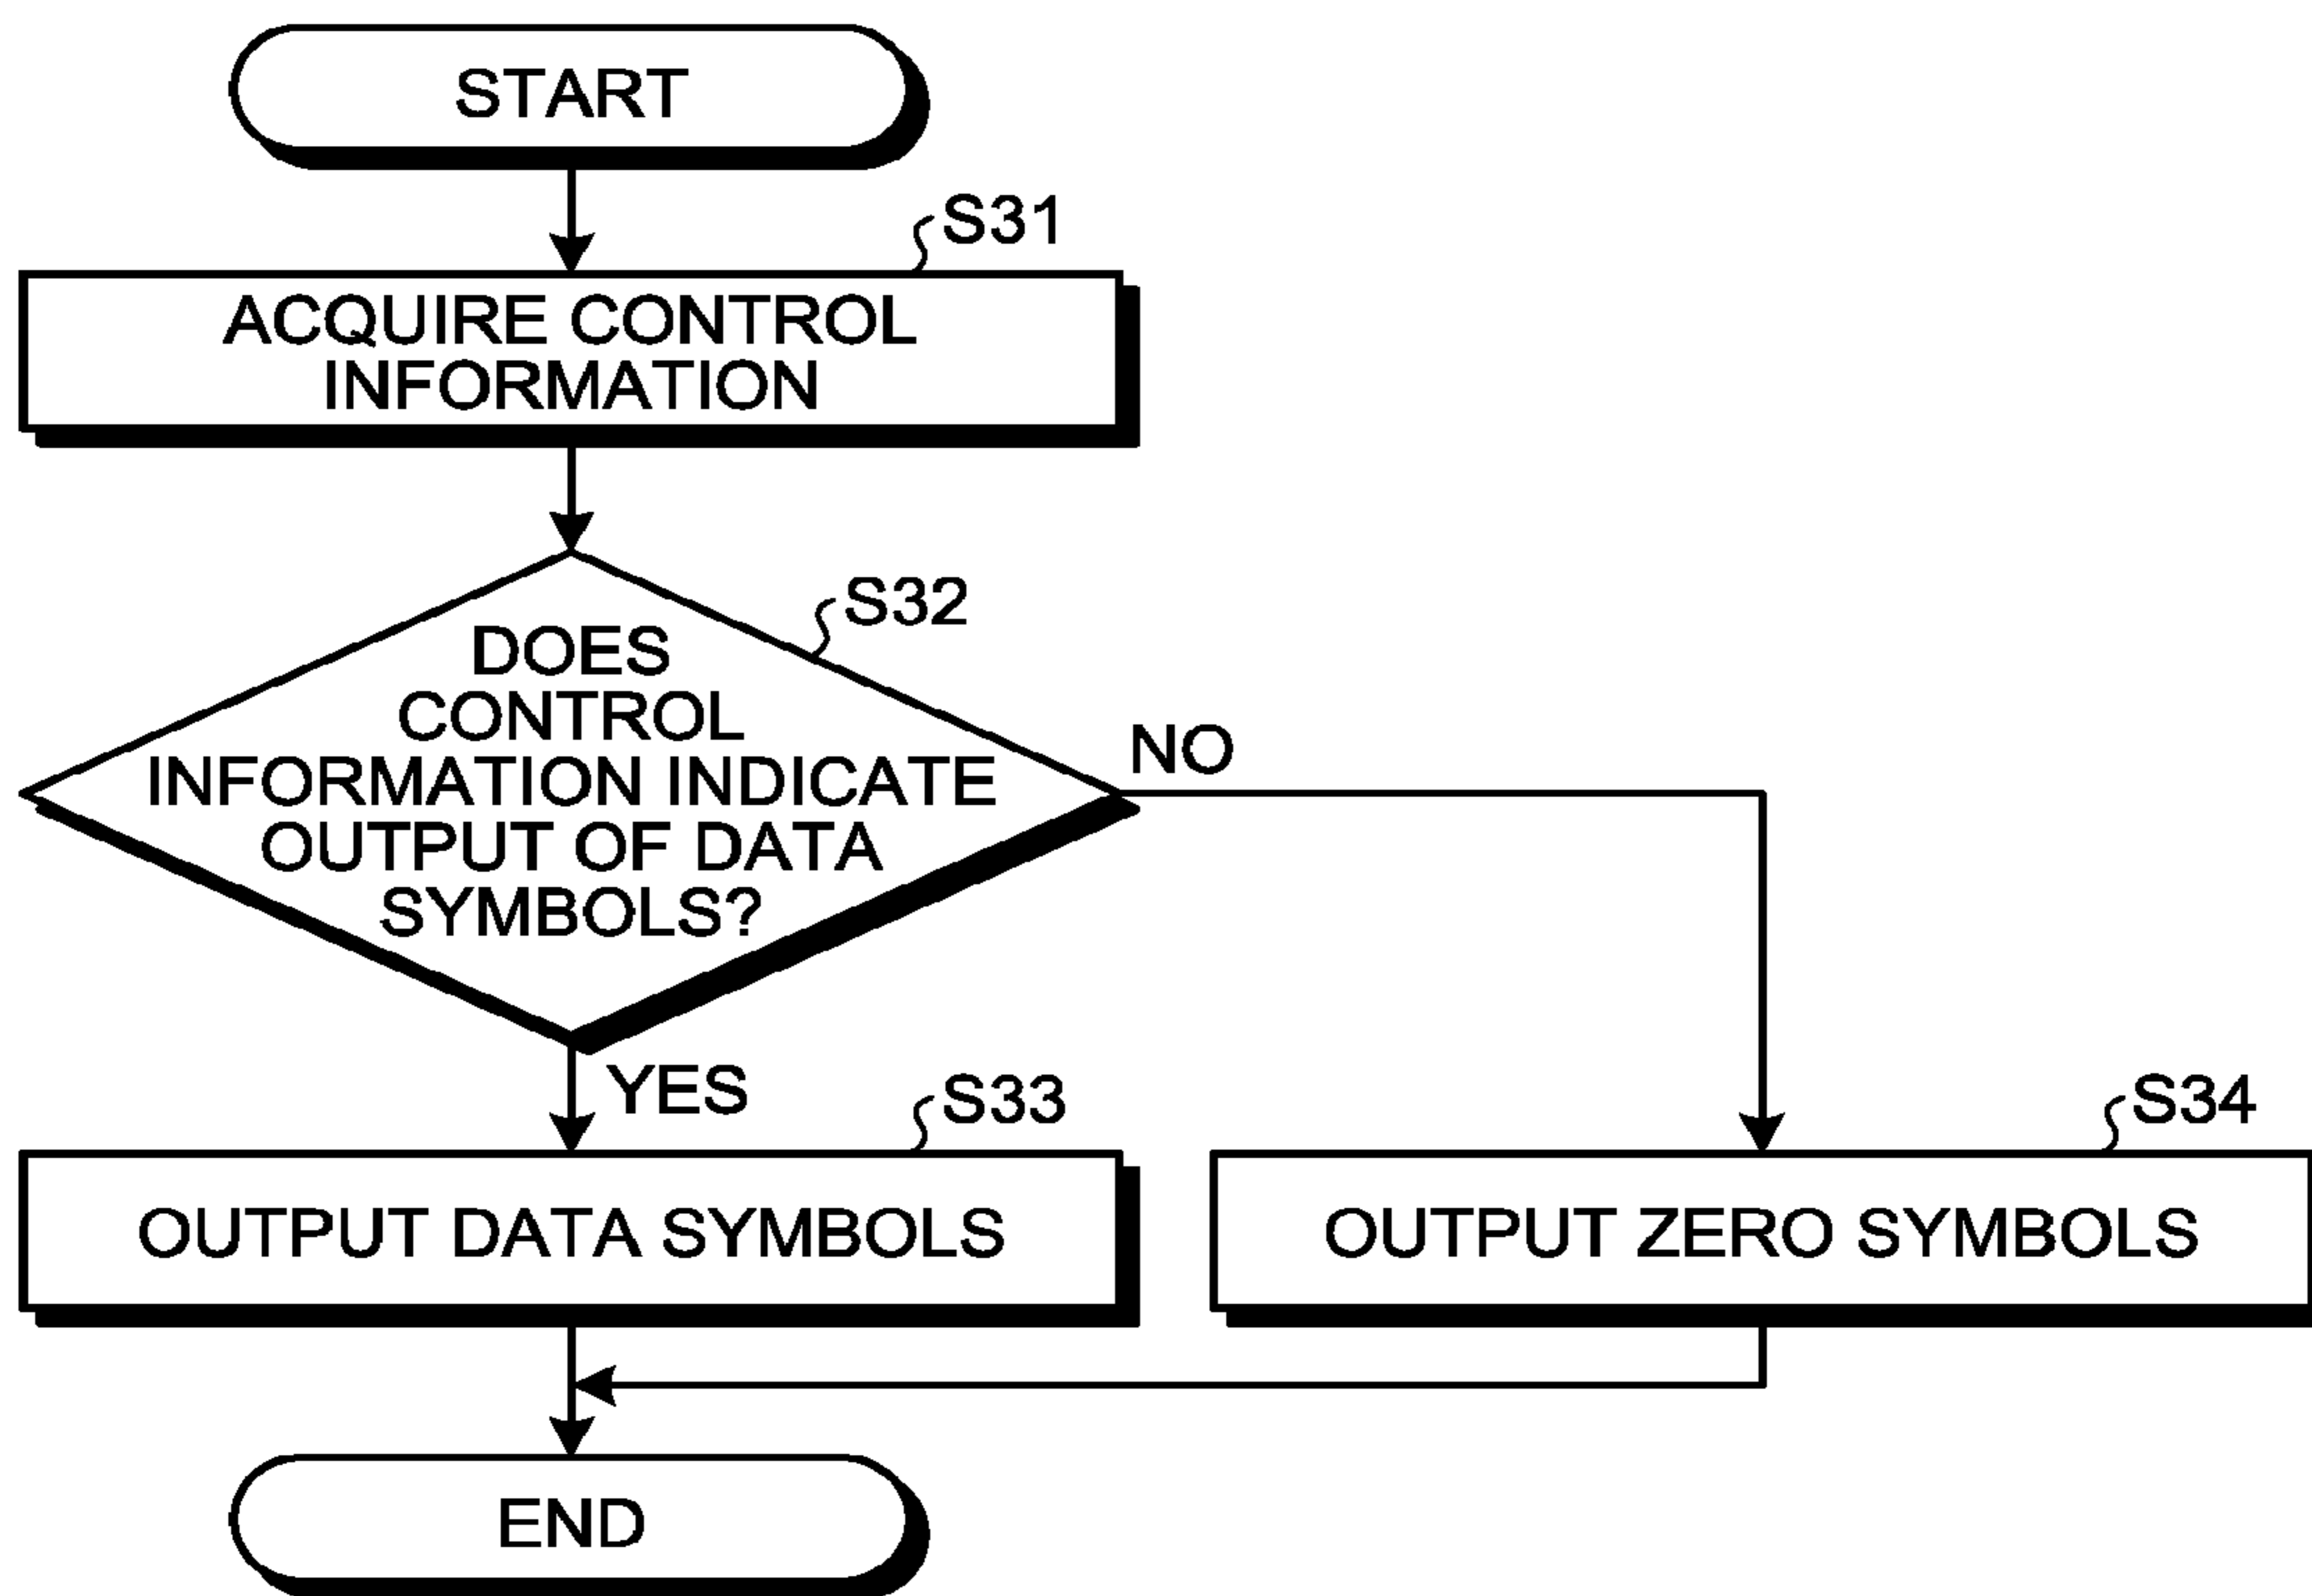 START
S31
ACQUIRE CONTROL
INFORMATION
S32
DOES
CONTROL
INFORMATION INDICATE
OUTPUT OF DATA
SYMBOLS?
NO
YES
S33
OUTPUT DATA SYMBOLS
S34
OUTPUT ZERO SYMBOLS
END